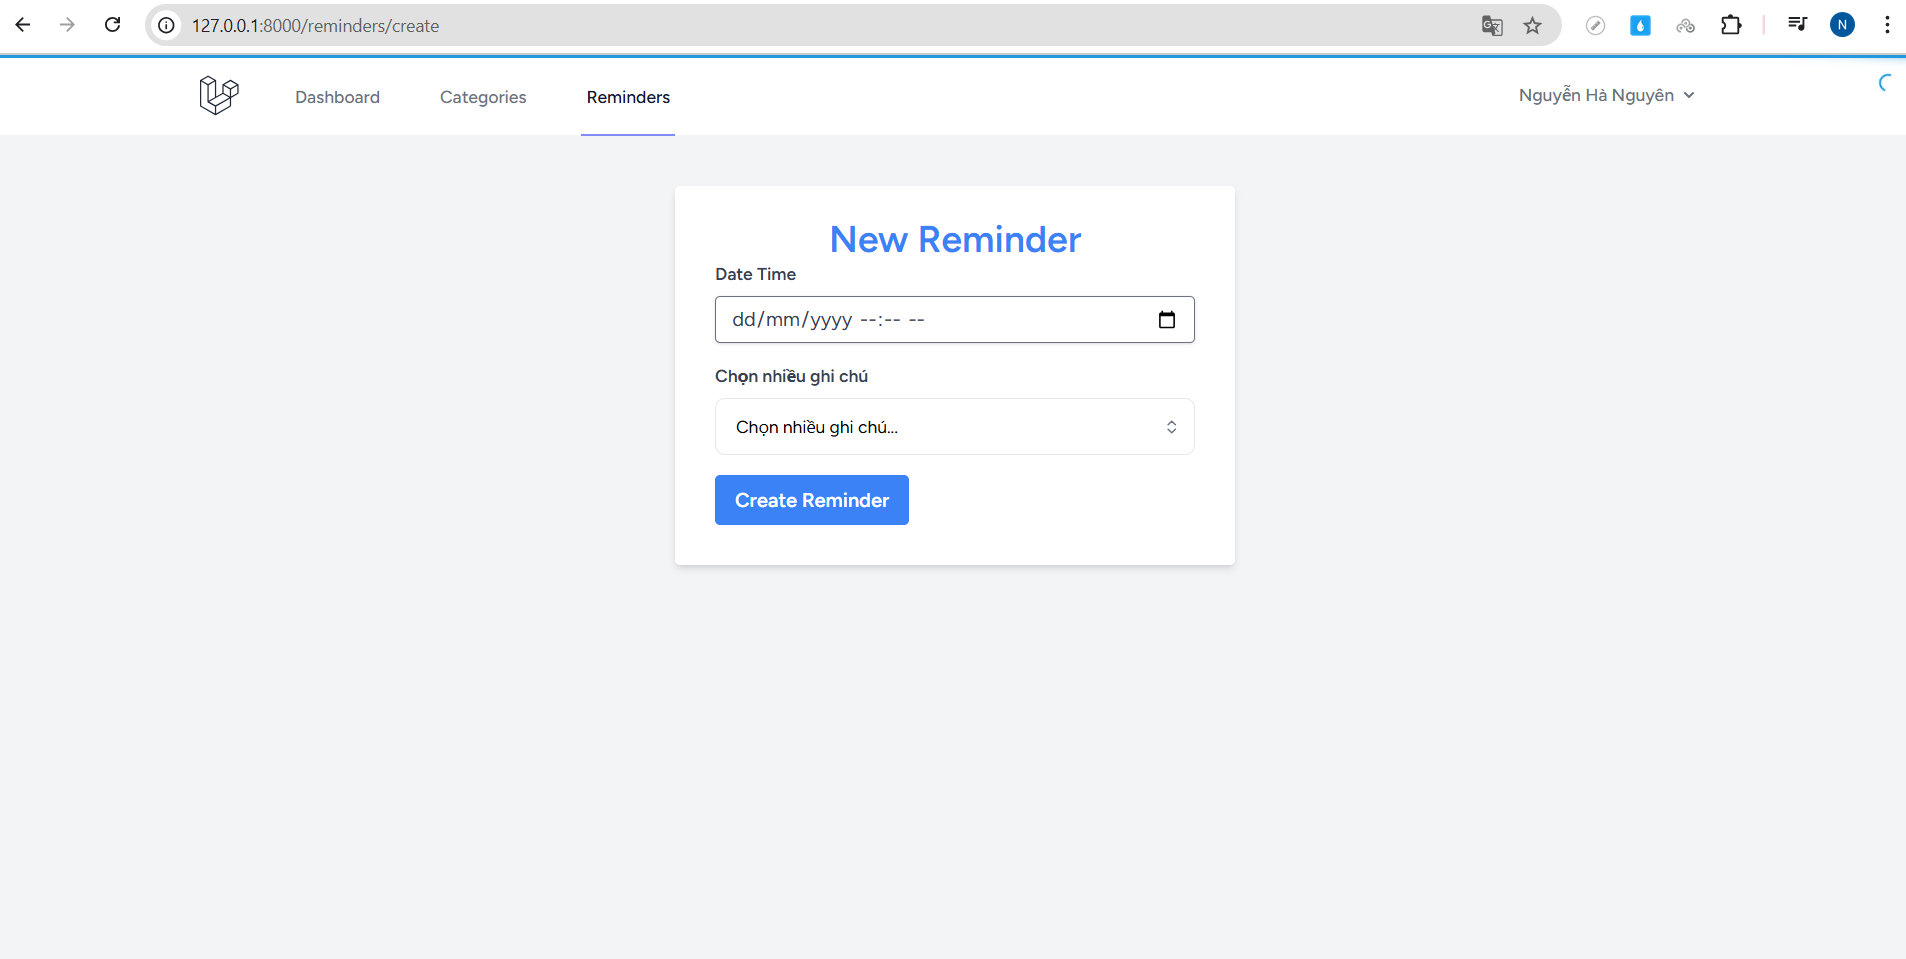 127.0.0.1:8000/reminders/create
N
Dashboard Categories Reminders Nguyễn Hà Nguyên
New Reminder
Date Time
dd/mm/yyyy --:-- --
Chọn nhiều ghi chú
Chọn nhiều ghi chú...
Create Reminder